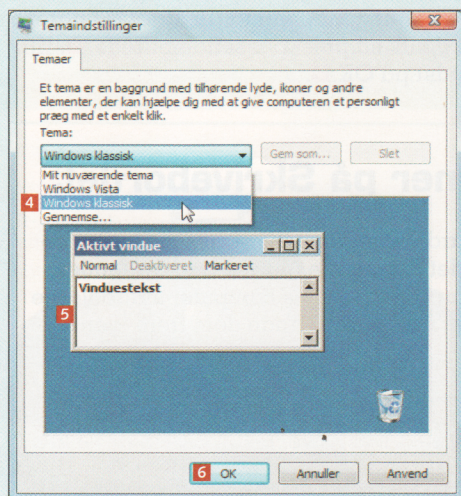 Temaindstillinger
Temaer
Et tema er en baggrund med tilhørende lyde, ikoner og andre
elementer, der kan hjælpe dig med at give computeren et personligt
præg med et enkelt klik.
Tema:
Windows klassisk
Gem som...
Slet
Mit nuværende tema
Windows Vista
4 Windows klassisk
Gennemse...
Aktivt vindue
Normal Deaktiveret Markeret
Vinduestekst
5
6 OK
Annuller
Anvend